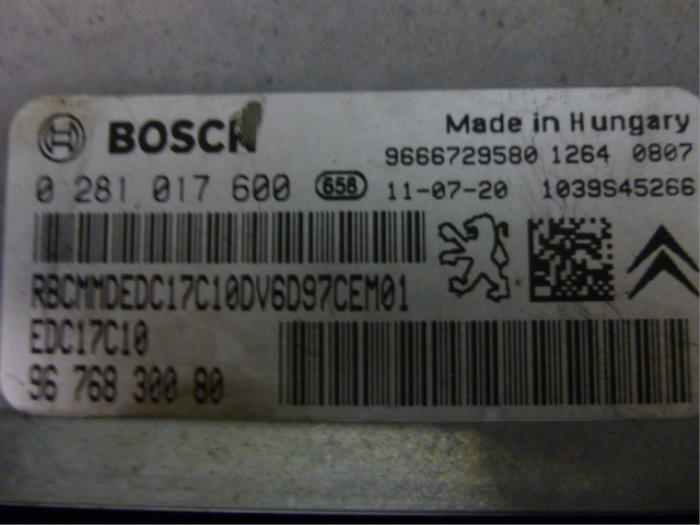 BOSCH
Made in Hungary
9666729580 1264 0807
0 281 017 600 658 11-07-20 1039S45266
RBCMMDEDC17C10DV6D97CEM01
EDC17C10
96 768 300 80